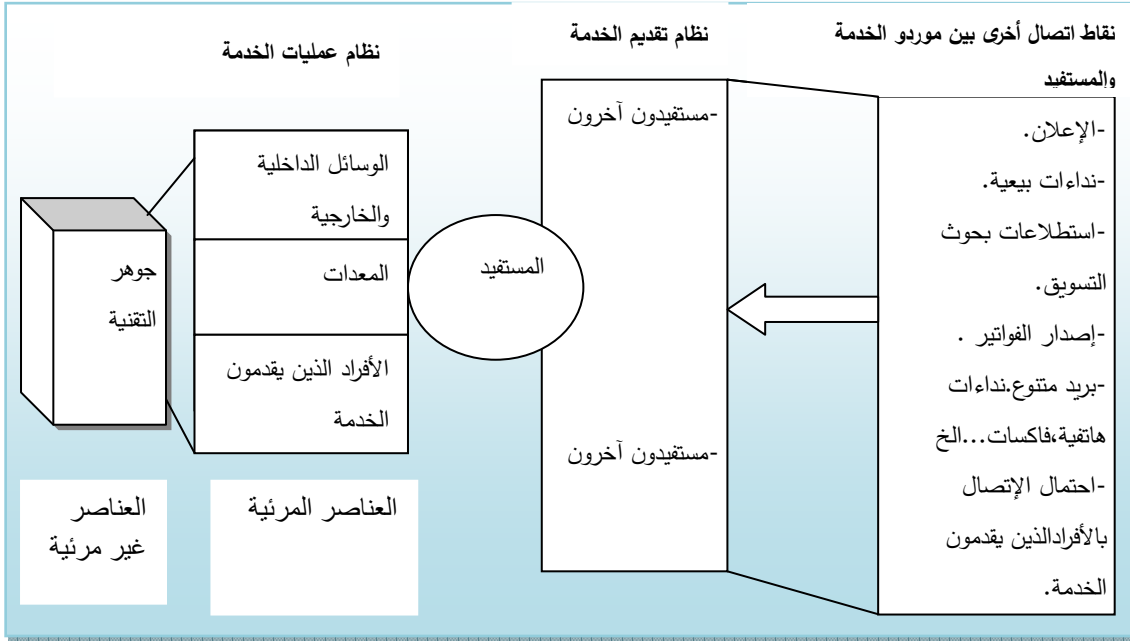 نقاط اتصال أخرى بين موردو الخدمة
والمستفيد
نظام تقديم الخدمة
نظام عمليات الخدمة
-الإعلان.
-نداءات بيعية.
-استطلاعات بحوث
التسويق.
-إصدار الفواتير .
-بريد متنوع.نداءات
هاتفية،فاكسات...الخ
-احتمال الإتصال
بالأفرادالذين يقدمون
الخدمة.
-مستفيدون آخرون
-مستفيدون آخرون
المستفيد
الوسائل الداخلية
والخارجية
المعدات
الأفراد الذين يقدمون
الخدمة
جوهر
التقنية
العناصر المرئية
العناصر
غير مرئية